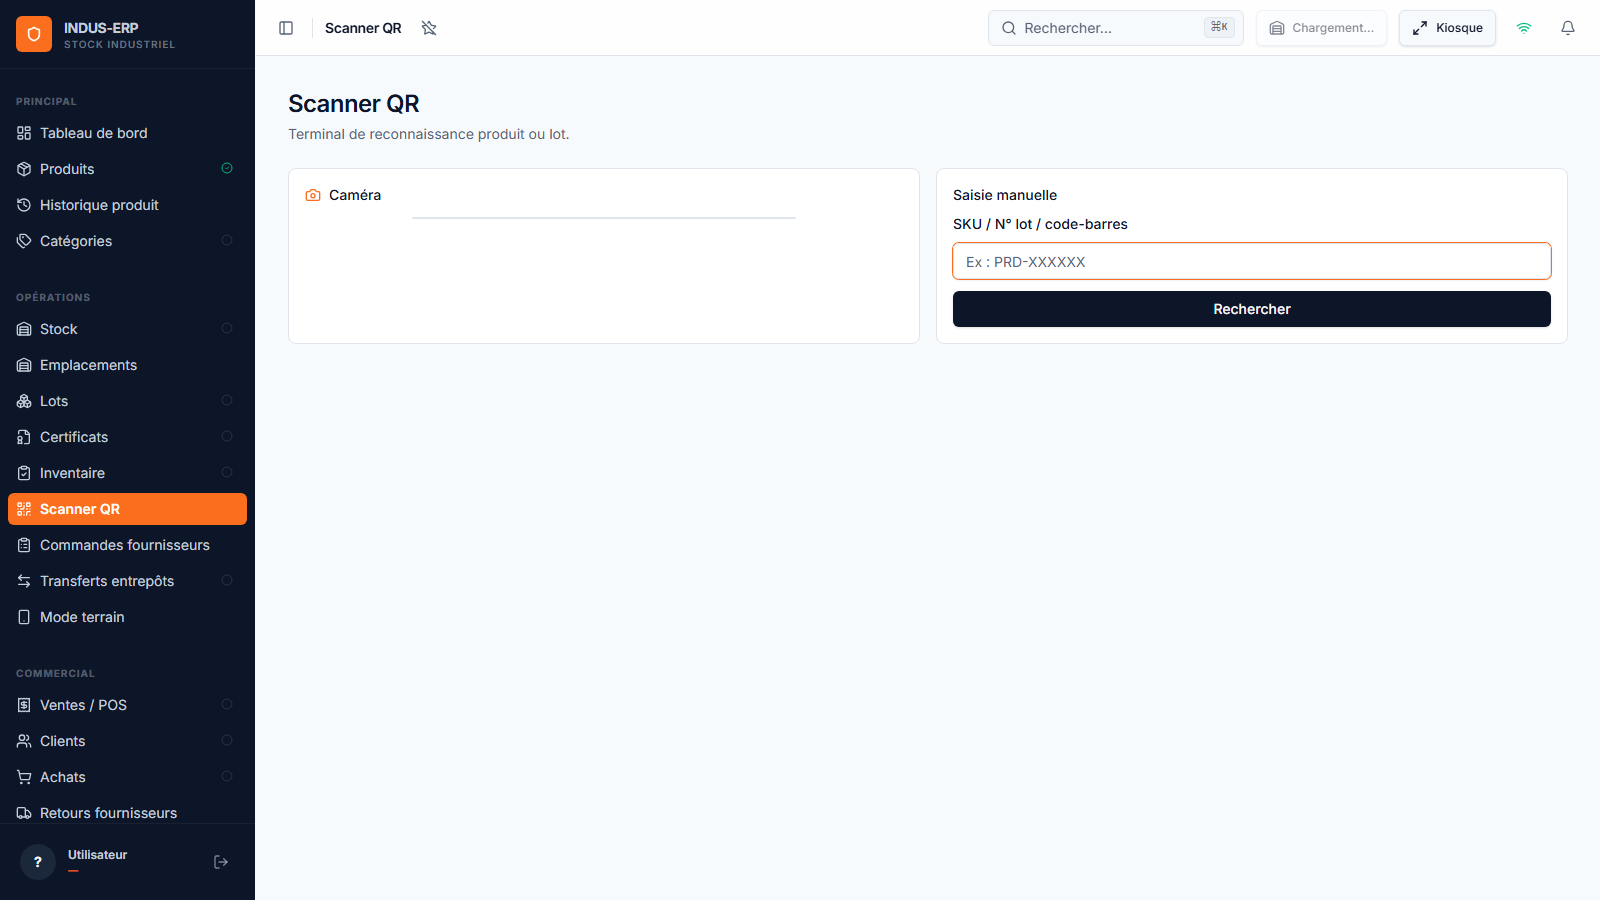 INDUS-ERP
STOCK INDUSTRIEL
PRINCIPAL
Tableau de bord
Produits
Historique produit
Catégories
OPÉRATIONS
Stock
Emplacements
Lots
Certificats
Inventaire
Scanner QR
Commandes fournisseurs
Transferts entrepôts
Mode terrain
COMMERCIAL
Ventes / POS
Clients
Achats
Retours fournisseurs
?
Utilisateur
—
Scanner QR
Rechercher...
⌘K
Chargement...
Kiosque
Scanner QR
Terminal de reconnaissance produit ou lot.
Caméra
Saisie manuelle
SKU / N° lot / code-barres
Ex : PRD-XXXXXX
Rechercher